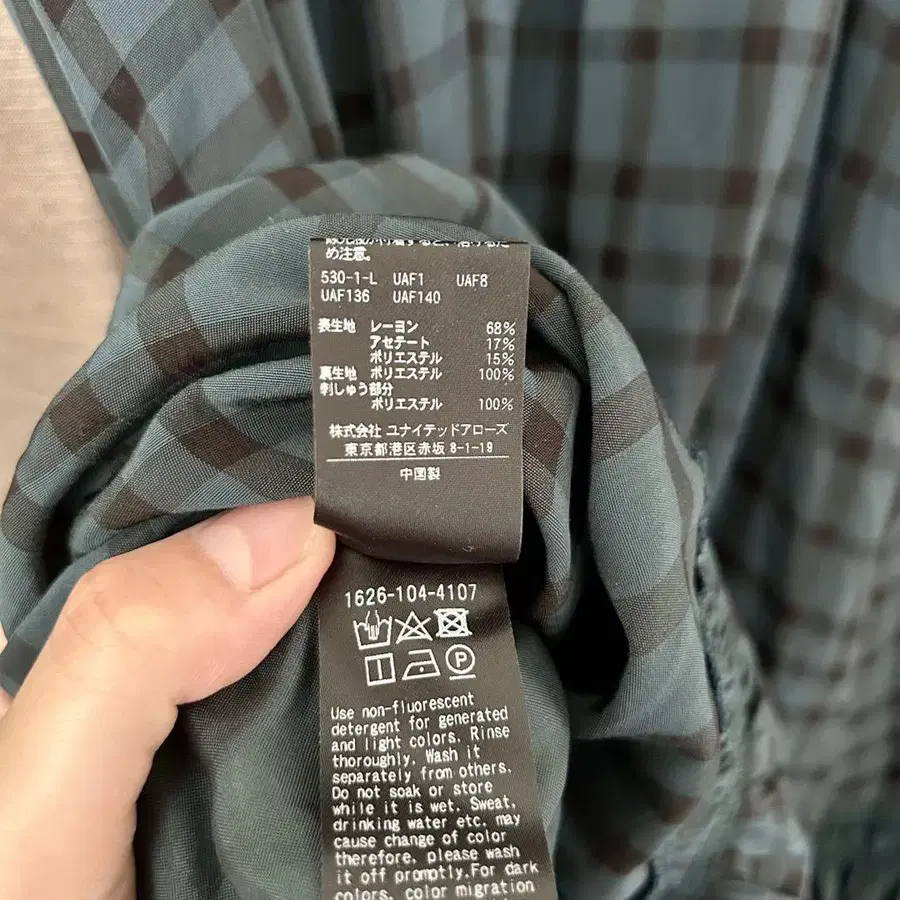 め注意。
530-1-L UAF1 UAF8
UAF136 UAF140
表生地 レーヨン 68%
アセテート 17%
ポリエステル 15%
裏生地 ポリエステル 100%
刺しゅう部分
ポリエステル 100%
株式会社 ユナイテッドアローズ
東京都港区赤坂 8-1-19
中国製
1626-104-4107
P
Use non-fluorescent
detergent for generated
and light colors. Rinse
thoroughly. Wash it
separately from others.
Do not soak or store
while it is wet. Sweat,
drinking water etc. may
cause change of color
therefore, please wash
it off promptly.For dark
colors, color migration